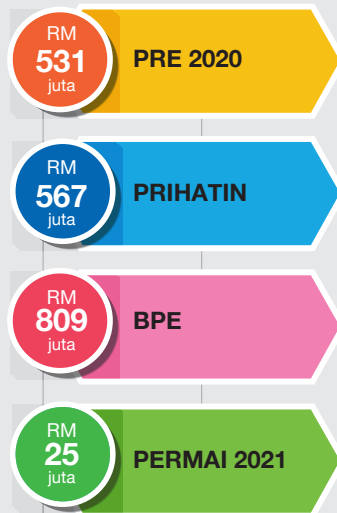 RM
531
juta
PRE 2020
RM
567
juta
PRIHATIN
RM
809
juta
BPE
RM
25
juta
PERMAI 2021